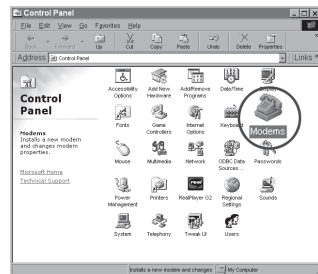 Control Panel
File Edit View Go Favorites Help
Back Forward Up Cut Copy Paste Undo Delete Properties
Address Control Panel Links
Control Panel
Modems
Installs a new modem and changes modem properties.
Microsoft Home
Technical Support
Accessibility Options
Add New Hardware
Add/Remove Programs
Date/Time
Display
Fonts
Game Controllers
Internet Options
Keyboard
Modems
Mouse
Multimedia
Network
ODBC Data Sources ...
Passwords
Power Management
Printers
real
RealPlayer G2
Regional Settings
Sounds
System
Telephony
Tweak UI
Users
Installs a new modem and changes
My Computer